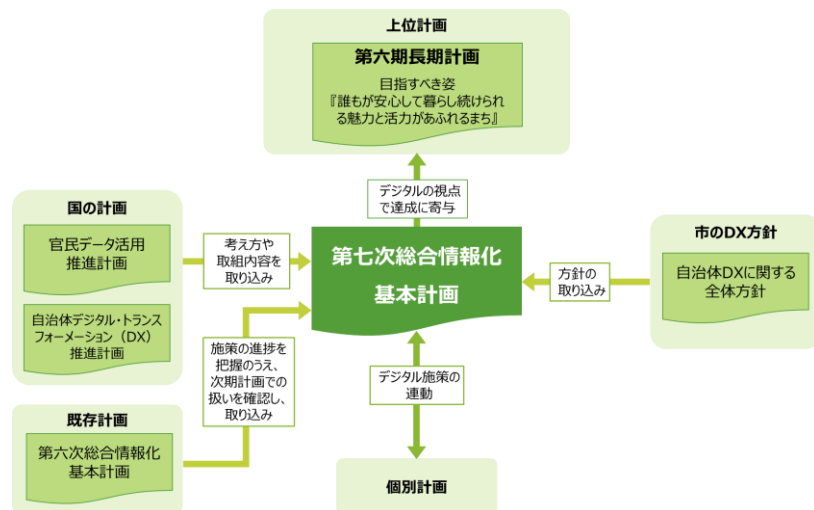 上位計画
第六期長期計画
目指すべき姿
『誰もが安心して暮らし続けられ
る魅力と活力があふれるまち』
デジタルの視点
で達成に寄与
国の計画
官民データ活用
推進計画
自治体デジタル・トランス
フォーメーション（DX）
推進計画
考え方や
取組内容を
取り込み
第七次総合情報化
基本計画
方針の
取り込み
市のDX方針
自治体DXに関する
全体方針
施策の進捗を
把握のうえ、
次期計画での
扱いを確認し、
取り込み
デジタル施策の
連動
既存計画
第六次総合情報化
基本計画
個別計画